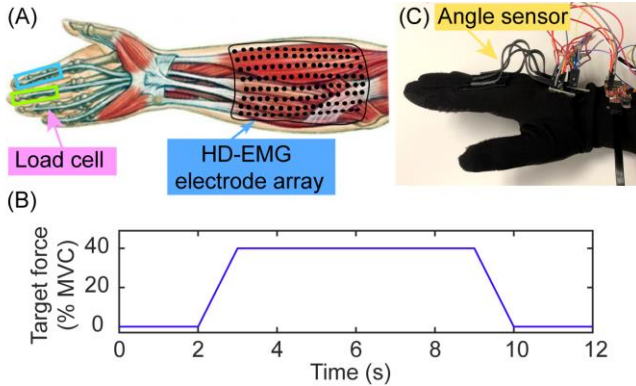 (A)
Load cell
HD-EMG
electrode array
(C)
Angle sensor
(B)
Target force
(% MVC)
40
20
0
0
2
4
6
8
10
12
Time (s)